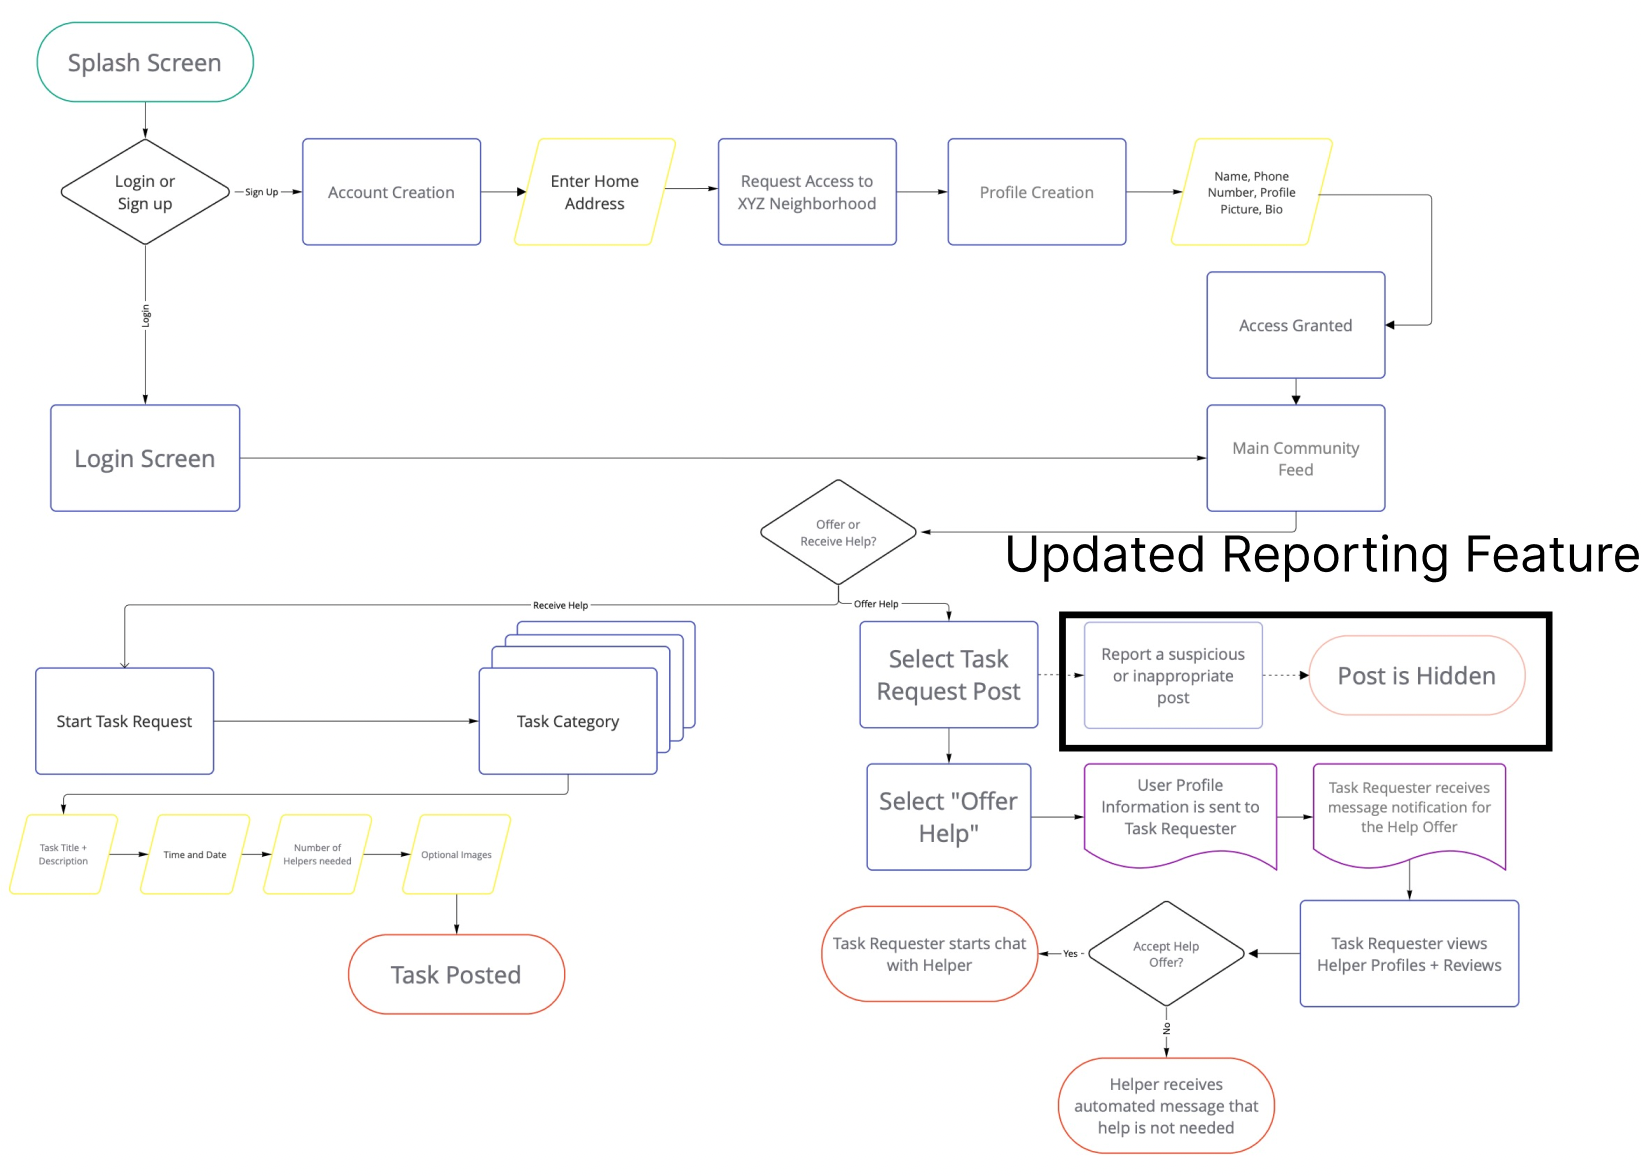 Splash Screen
Login or
Sign up
Sign Up
Account Creation
Enter Home
Address
Request Access to
XYZ Neighborhood
Profile Creation
Name, Phone
Number, Profile
Picture, Bio
Login
Access Granted
Login Screen
Main Community
Feed
Offer or
Receive Help?
Updated Reporting Feature
Receive Help
Offer Help
Start Task Request
Task Category
Select Task
Request Post
Report a suspicious
or inappropriate
post
Post is Hidden
Select "Offer
Help"
User Profile
Information is sent to
Task Requester
Task Requester receives
message notification for
the Help Offer
Task Title +
Description
Time and Date
Number of
Helpers needed
Optional Images
Task Posted
Task Requester starts chat
with Helper
Yes
Accept Help
Offer?
Task Requester views
Helper Profiles + Reviews
No
Helper receives
automated message that
help is not needed